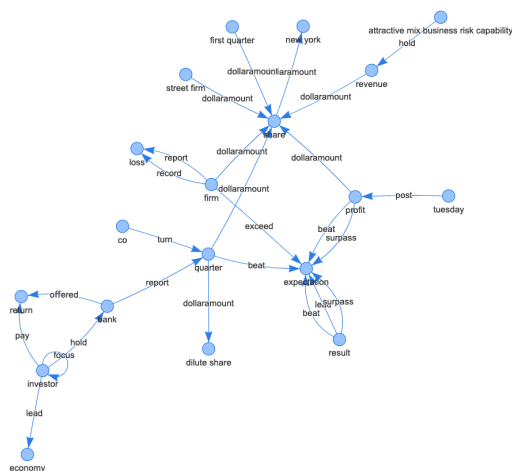 attractive mix business risk capability
first quarter
new york
hold
dollaramount
dollaramount
revenue
street firm
dollaramount
dollaramount
share
dollaramount
dollaramount
loss
report
record
firm
dollaramount
post
profit
tuesday
co
turn
exceed
beat
surpass
quarter
beat
expectation
report
offered
return
bank
dollaramount
lead
surpass
beat
pay
hold
focus
result
dilute share
investor
lead
economy